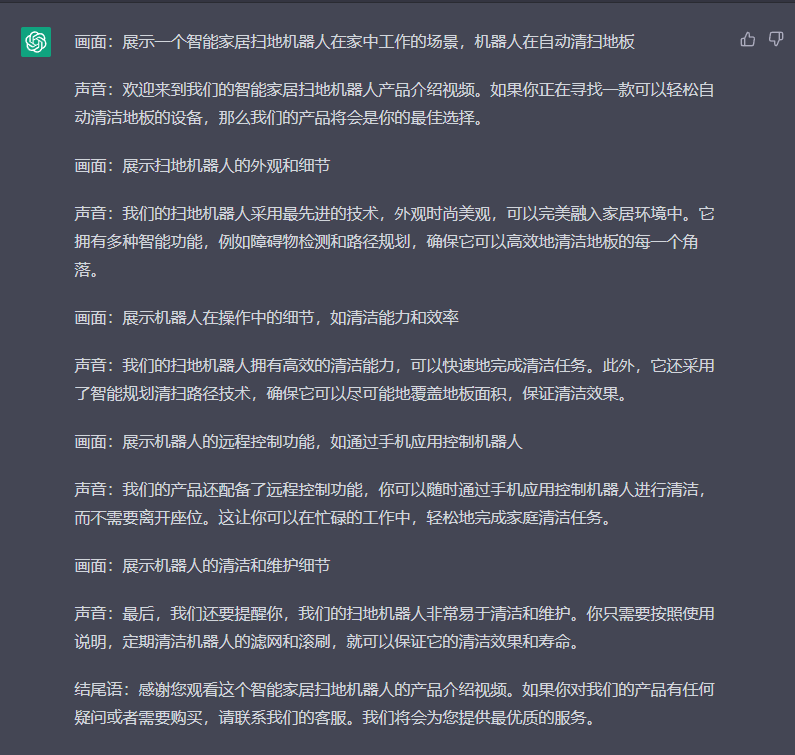 画面：展示一个智能家居扫地机器人在家中工作的场景，机器人在自动清扫地板
声音：欢迎来到我们的智能家居扫地机器人产品介绍视频。如果你正在寻找一款可以轻松自
动清洁地板的设备，那么我们的产品将会是你的最佳选择。
画面：展示扫地机器人的外观和细节
声音：我们的扫地机器人采用最先进的技术，外观时尚美观，可以完美融入家居环境中。它
拥有多种智能功能，例如障碍物检测和路径规划，确保它可以高效地清洁地板的每一个角
落。
画面：展示机器人在操作中的细节，如清洁能力和效率
声音：我们的扫地机器人拥有高效的清洁能力，可以快速地完成清洁任务。此外，它还采用
了智能规划清扫路径技术，确保它可以尽可能地覆盖地板面积，保证清洁效果。
画面：展示机器人的远程控制功能，如通过手机应用控制机器人
声音：我们的产品还配备了远程控制功能，你可以随时通过手机应用控制机器人进行清洁，
而不需要离开座位。这让你可以在忙碌的工作中，轻松地完成家庭清洁任务。
画面：展示机器人的清洁和维护细节
声音：最后，我们还要提醒你，我们的扫地机器人非常易于清洁和维护。你只需要按照使用
说明，定期清洁机器人的滤网和滚刷，就可以保证它的清洁效果和寿命。
结尾语：感谢您观看这个智能家居扫地机器人的产品介绍视频。如果你对我们的产品有任何
疑问或者需要购买，请联系我们的客服。我们将会为您提供最优质的服务。